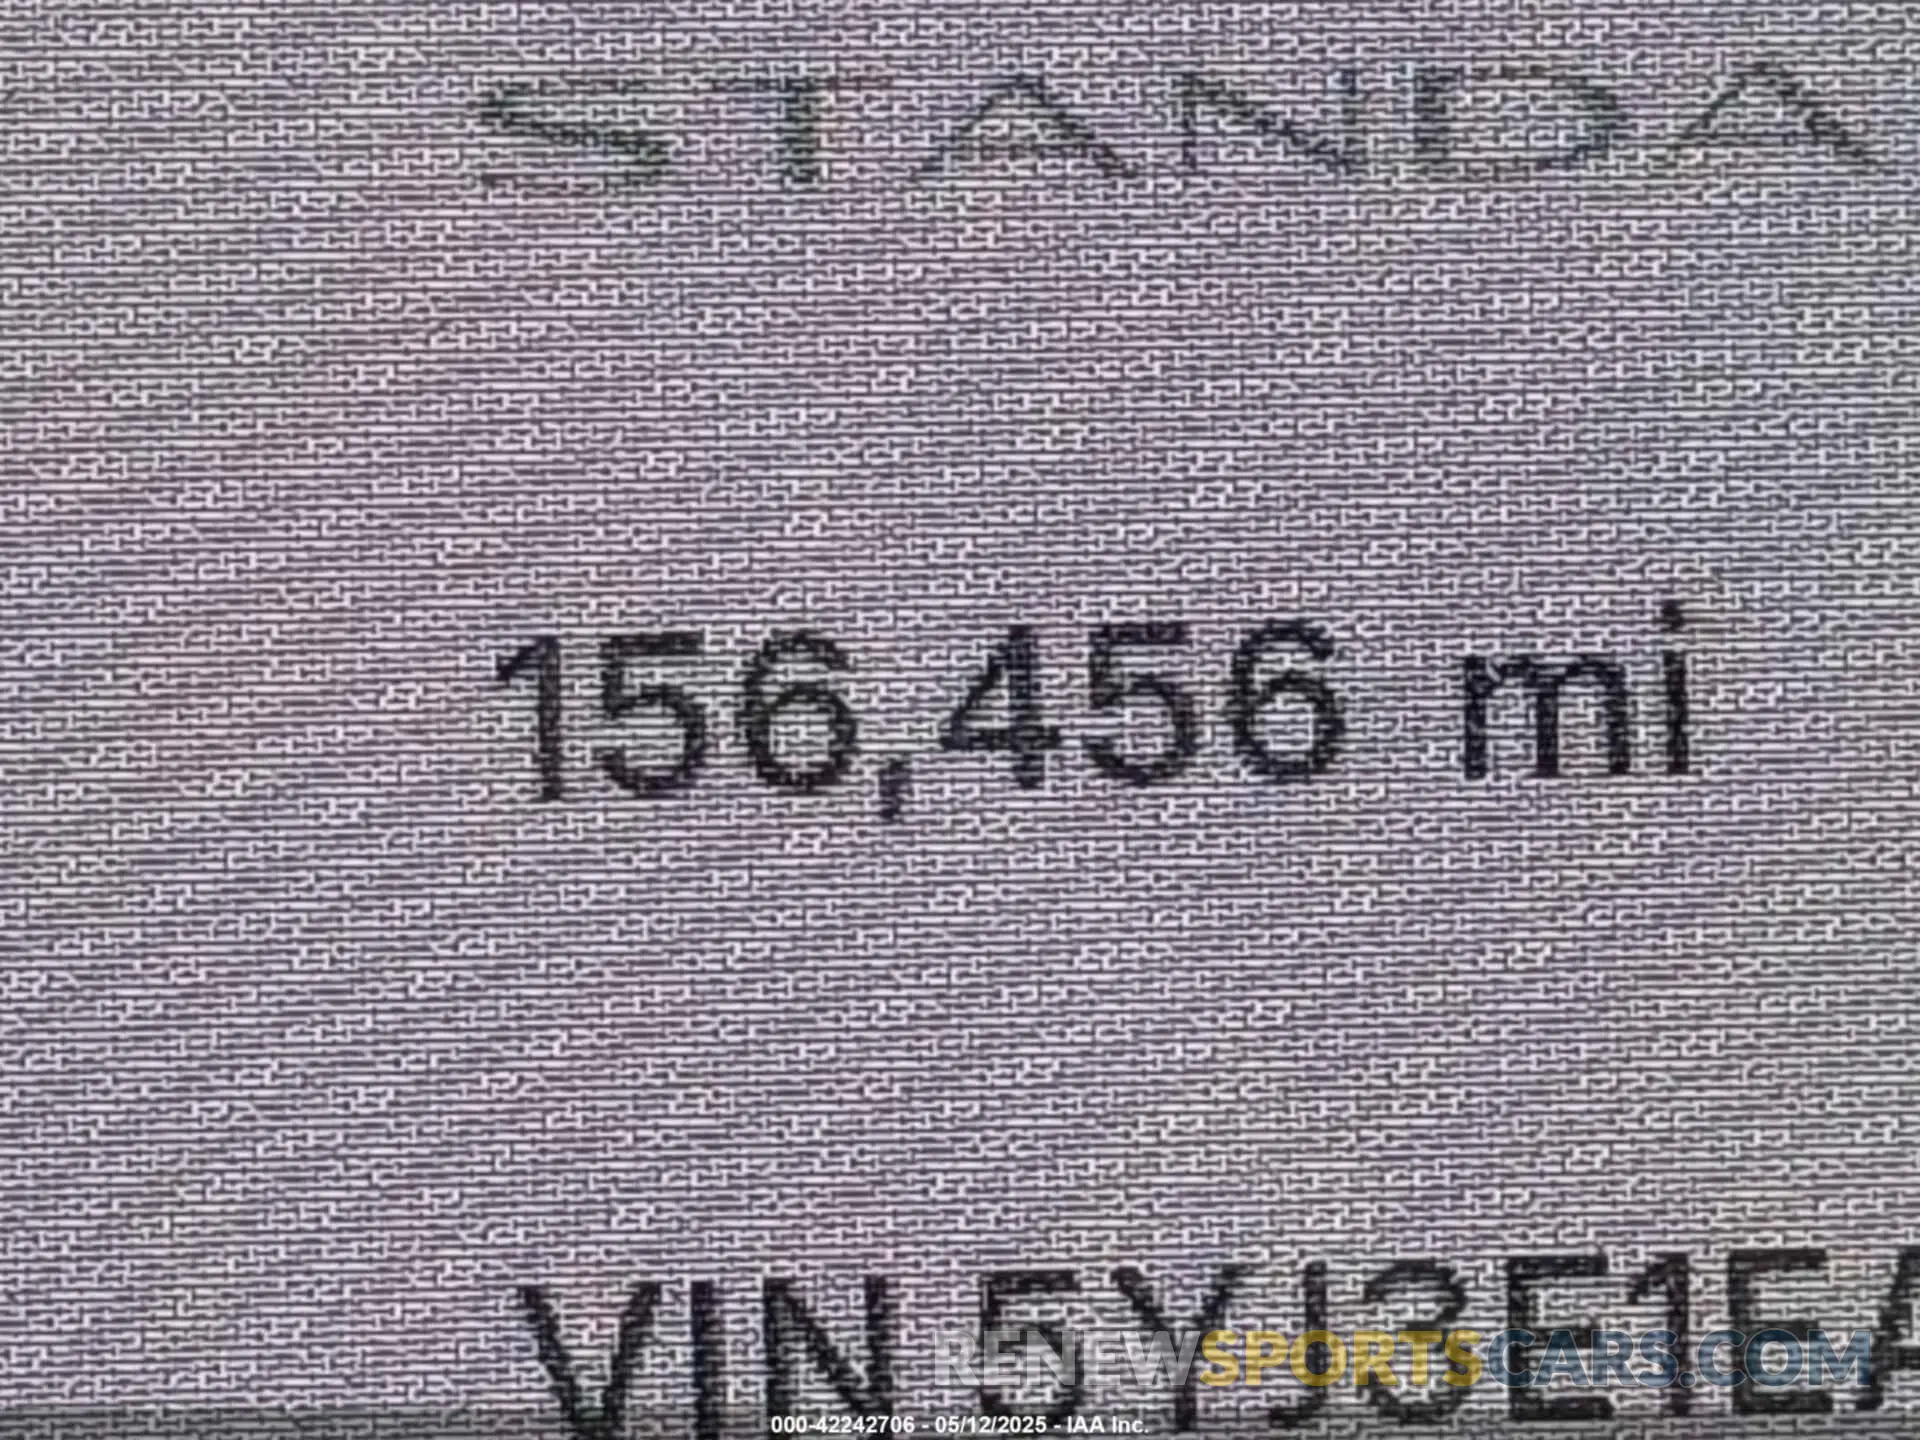 STANDA
156,456 mi
VIN 5YJ3E1EA
RENEWSPORTSCARS.COM
000-42242706 - 05/12/2025 - IAA Inc.